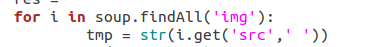 for i in soup.findAll('img'):
tmp = str(i.get('src',' '))